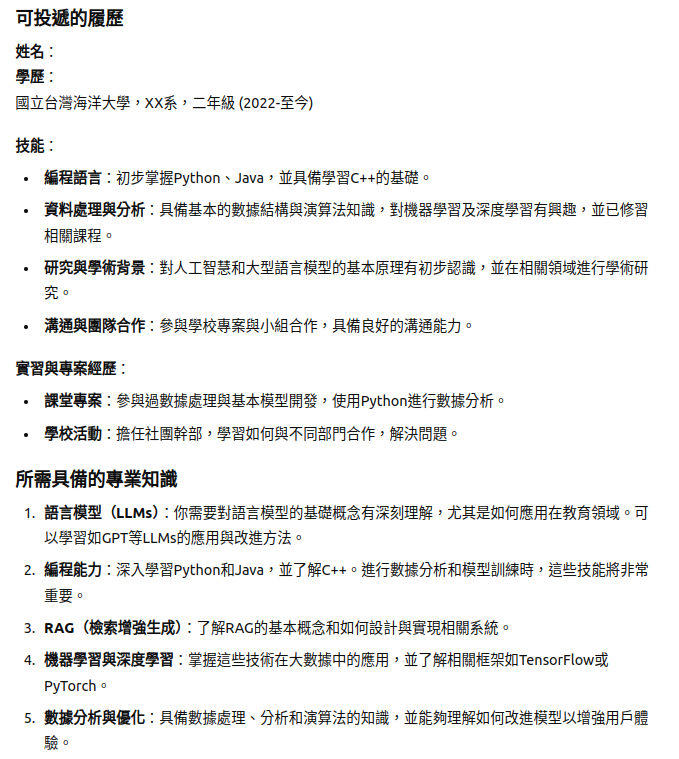 可投遞的履歷
姓名：
學歷：
國立台灣海洋大學，XX系，二年級 (2022-至今)
技能：
• 編程語言：初步掌握Python、Java，並具備學習C++的基礎。
• 資料處理與分析：具備基本的數據結構與演算法知識，對機器學習及深度學習有興趣，並已修習
相關課程。
• 研究與學術背景：對人工智慧和大型語言模型的基本原理有初步認識，並在相關領域進行學術研
究。
• 溝通與團隊合作：參與學校專案與小組合作，具備良好的溝通能力。
實習與專案經歷：
• 課堂專案：參與過數據處理與基本模型開發，使用Python進行數據分析。
• 學校活動：擔任社團幹部，學習如何與不同部門合作，解決問題。
所需具備的專業知識
1. 語言模型（LLMs）：你需要對語言模型的基礎概念有深刻理解，尤其是如何應用在教育領域。可
以學習如GPT等LLMs的應用與改進方法。
2. 編程能力：深入學習Python和Java，並了解C++。進行數據分析和模型訓練時，這些技能將非常
重要。
3. RAG（檢索增強生成）：了解RAG的基本概念和如何設計與實現相關系統。
4. 機器學習與深度學習：掌握這些技術在大數據中的應用，並了解相關框架如TensorFlow或
PyTorch。
5. 數據分析與優化：具備數據處理、分析和演算法的知識，並能夠理解如何改進模型以增強用戶體
驗。